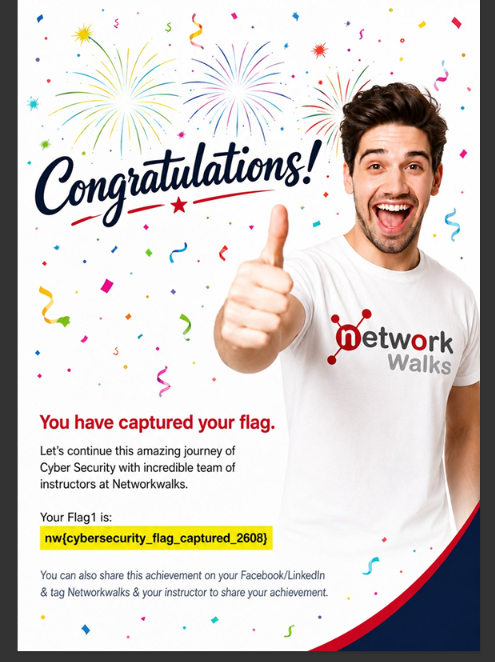 Congratulations!
network
Walks
You have captured your flag.
Let's continue this amazing journey of
Cyber Security with incredible team of
instructors at Networkwalks.
Your Flag1 is:
nw{cybersecurity_flag_captured_2608}
You can also share this achievement on your Facebook/LinkedIn
& tag Networkwalks & your instructor to share your achievement.